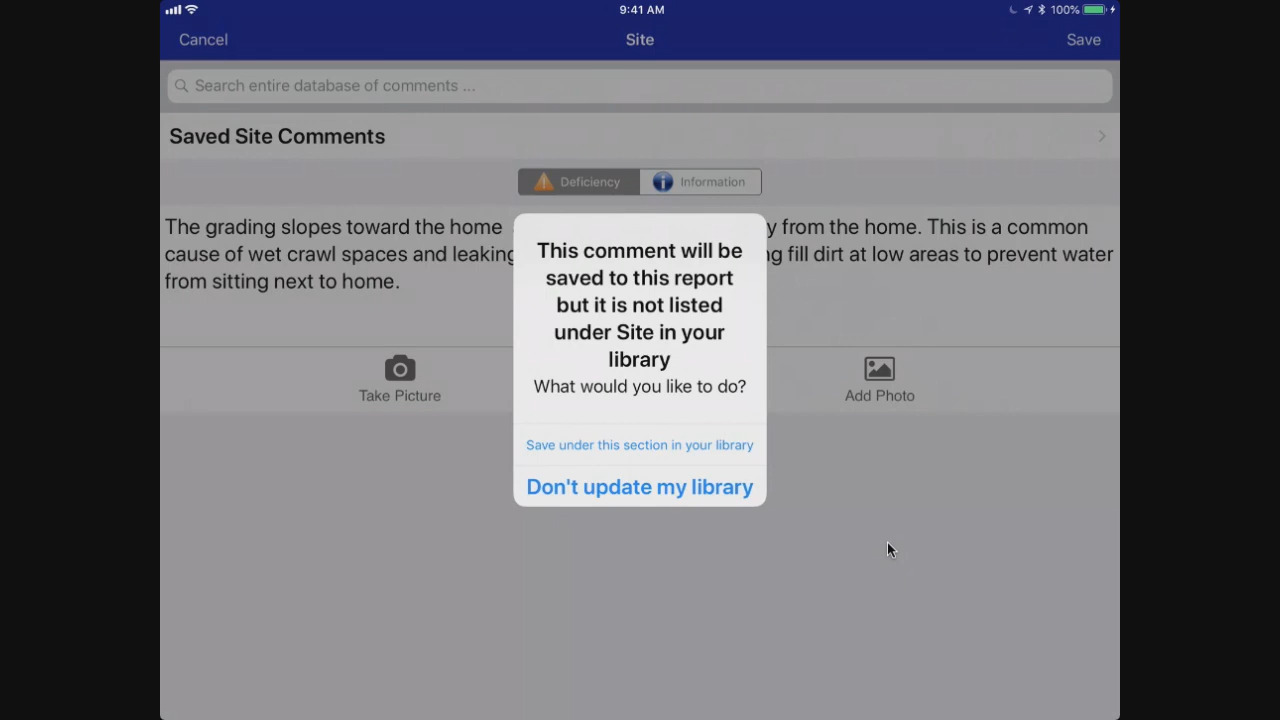 9:41 AM
100%
Cancel
Site
Save
Search entire database of comments ...
Saved Site Comments
Deficiency
Information
The grading slopes toward the home y from the home. This is a common
cause of wet crawl spaces and leaking g fill dirt at low areas to prevent water
from sitting next to home.
This comment will be
saved to this report
but it is not listed
under Site in your
library
What would you like to do?
Save under this section in your library
Don't update my library
Take Picture
Add Photo